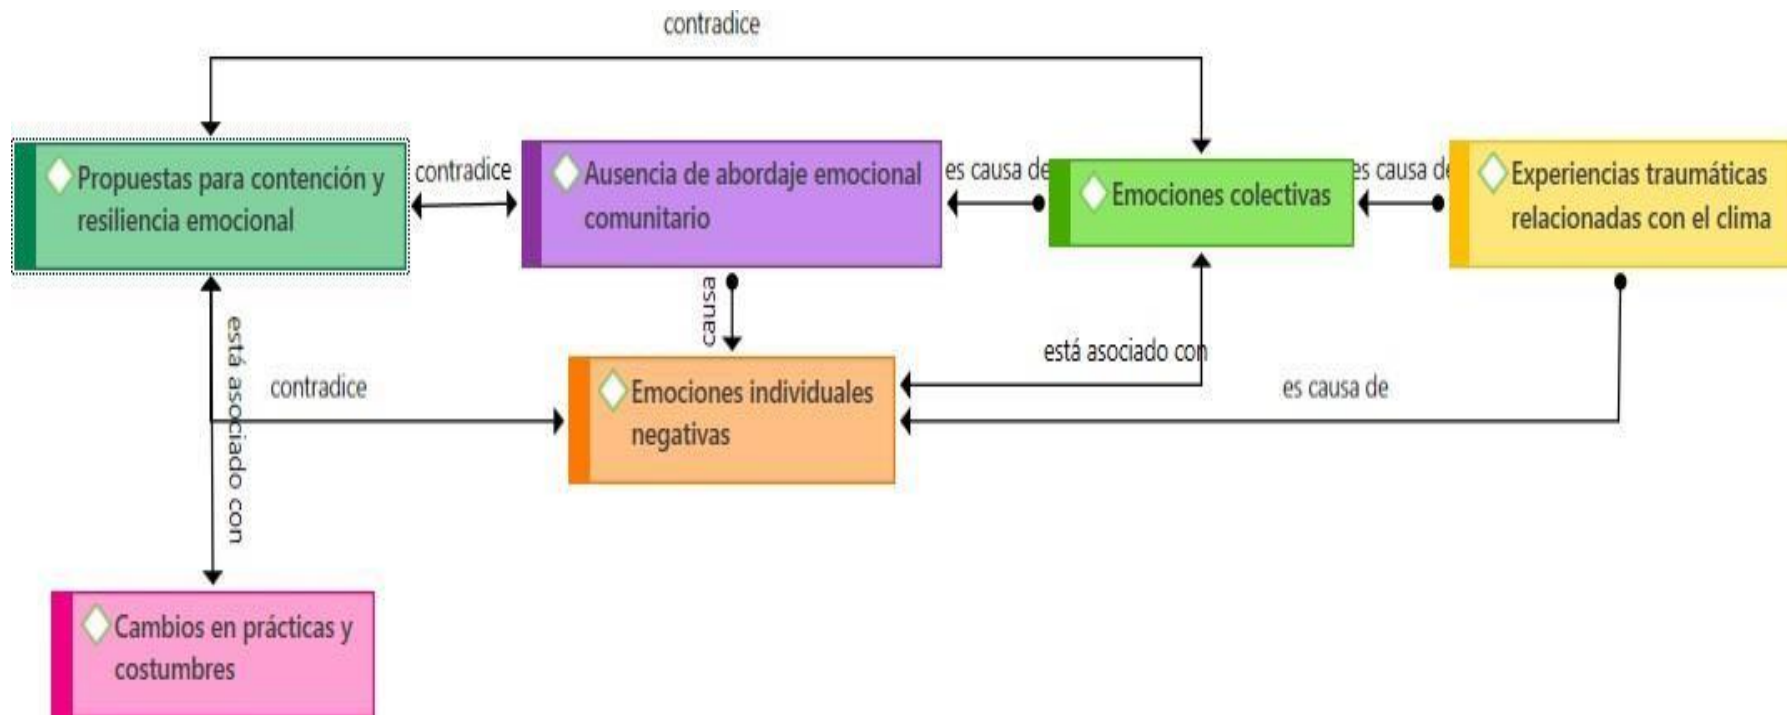 contradice
Propuestas para contención y
resiliencia emocional
contradice
Ausencia de abordaje emocional
comunitario
es causa de
Emociones colectivas
es causa de
Experiencias traumáticas
relacionadas con el clima
causa
está asociado con
está asociado con
contradice
Emociones individuales
negativas
es causa de
Cambios en prácticas y
costumbres